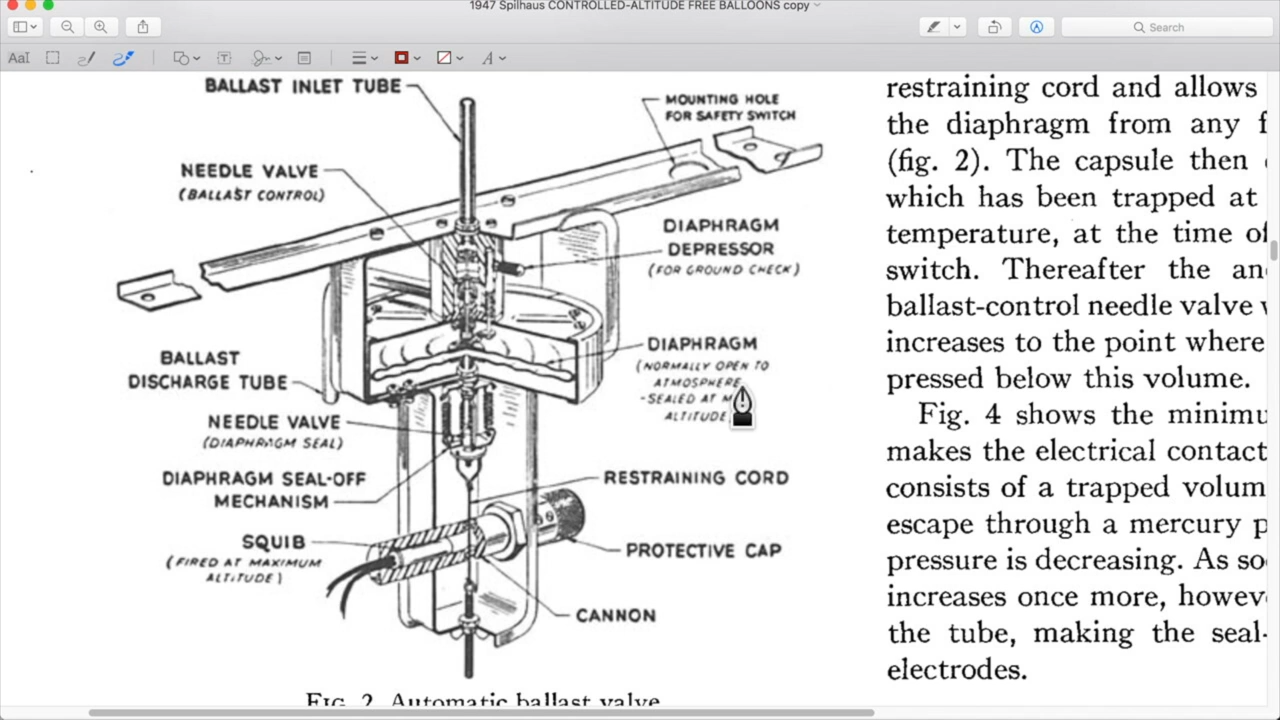 1947 Spilhaus CONTROLLED-ALTITUDE FREE BALLOONS copy
Search
AaI
T
A
BALLAST INLET TUBE
MOUNTING HOLE
FOR SAFETY SWITCH
NEEDLE VALVE
(BALLAST CONTROL)
DIAPHRAGM
DEPRESSOR
(FOR GROUND CHECK)
BALLAST
DISCHARGE TUBE
DIAPHRAGM
(NORMALLY OPEN TO
ATMOSPHERE
-SEALED AT
ALTITUDE
NEEDLE VALVE
(DIAPHRAGM SEAL)
DIAPHRAGM SEAL-OFF
MECHANISM
RESTRAINING CORD
SQUIB
(FIRED AT MAXIMUM
ALTITUDE)
PROTECTIVE CAP
CANNON
FIG. 2. Automatic ballast valve
restraining cord and allows
the diaphragm from any
(fig. 2). The capsule then
which has been trapped at
temperature, at the time of
switch. Thereafter the
ballast-control needle valve
increases to the point where
pressed below this volume.
Fig. 4 shows the
makes the electrical contact
consists of a trapped
escape through a mercury
pressure is decreasing. As
increases once more,
the tube, making the seal-
electrodes.